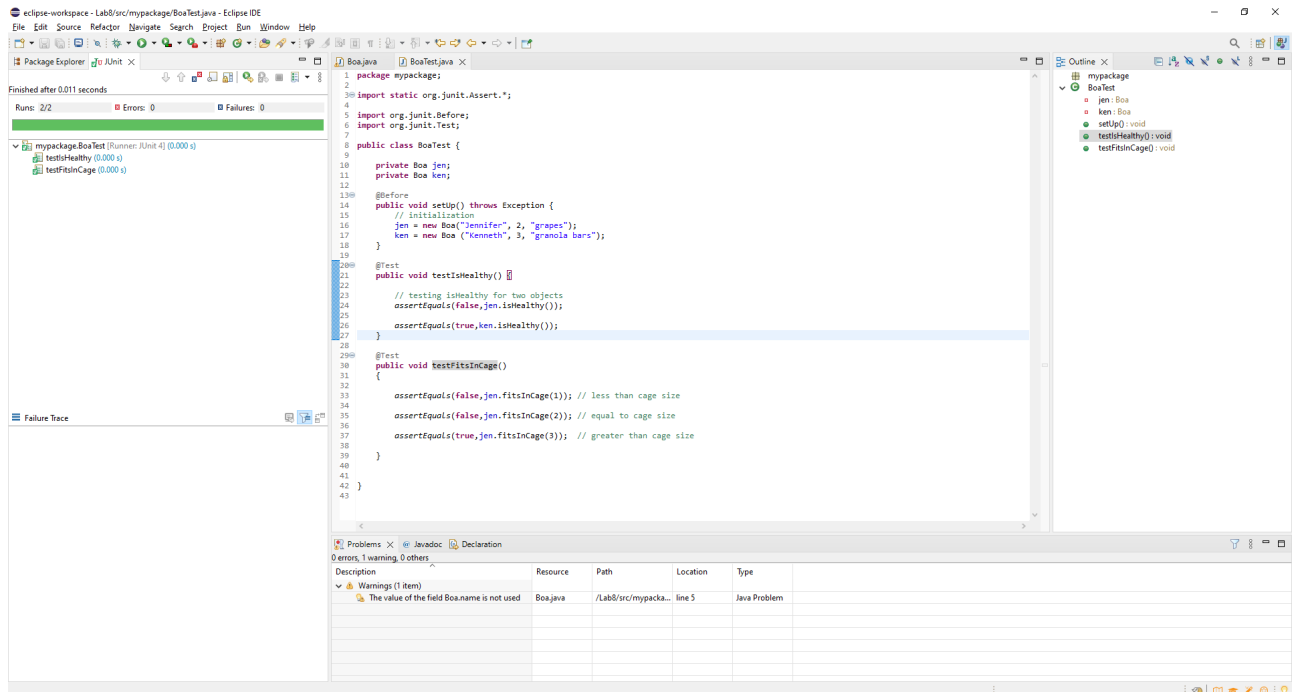 eclipse-workspace - Lab8/src/mypackage/BoaTest.java - Eclipse IDE
File Edit Source Refactor Navigate Search Project Run Window Help
Package Explorer JUnit
Finished after 0.011 seconds
Runs: 2/2 Errors: 0 Failures: 0
mypackage.BoaTest [Runner: JUnit 4] (0.000 s)
testIsHealthy (0.000 s)
testFitsInCage (0.000 s)
Failure Trace
Boa.java BoaTest.java
1 package mypackage;
2
3 import static org.junit.Assert.*;
4
5 import org.junit.Before;
6 import org.junit.Test;
7
8 public class BoaTest {
9
10 private Boa jen;
11 private Boa ken;
12
13 @Before
14 public void setUp() throws Exception {
15 // initialization
16 jen = new Boa("Jennifer", 2, "grapes");
17 ken = new Boa ("Kenneth", 3, "granola bars");
18 }
19
20 @Test
21 public void testIsHealthy() {
22
23 // testing isHealthy for two objects
24 assertEquals(false,jen.isHealthy());
25
26 assertEquals(true,ken.isHealthy());
27 }
28
29 @Test
30 public void testFitsInCage()
31 {
32
33 assertEquals(false,jen.fitsInCage(1)); // less than cage size
34
35 assertEquals(false,jen.fitsInCage(2)); // equal to cage size
36
37 assertEquals(true,jen.fitsInCage(3)); // greater than cage size
38
39 }
40
41
42 }
43
Outline
mypackage
BoaTest
jen : Boa
ken : Boa
setUp() : void
testIsHealthy() : void
testFitsInCage() : void
Problems Javadoc Declaration
0 errors, 1 warning, 0 others
Description Resource Path Location Type
Warnings (1 item)
The value of the field Boa.name is not used Boa.java /Lab8/src/mypacka... line 5 Java Problem